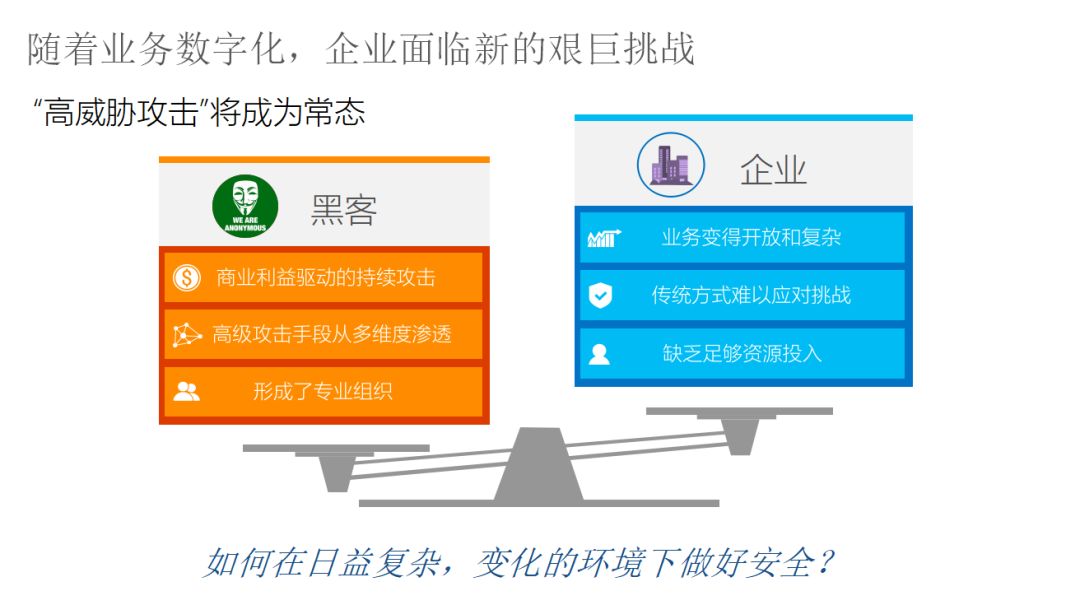 随着业务数字化，企业面临新的艰巨挑战
“高威胁攻击”将成为常态
WE ARE
ANONYMOUS
黑客
商业利益驱动的持续攻击
高级攻击手段从多维度渗透
形成了专业组织
企业
业务变得开放和复杂
传统方式难以应对挑战
缺乏足够资源投入
如何在日益复杂，变化的环境下做好安全？